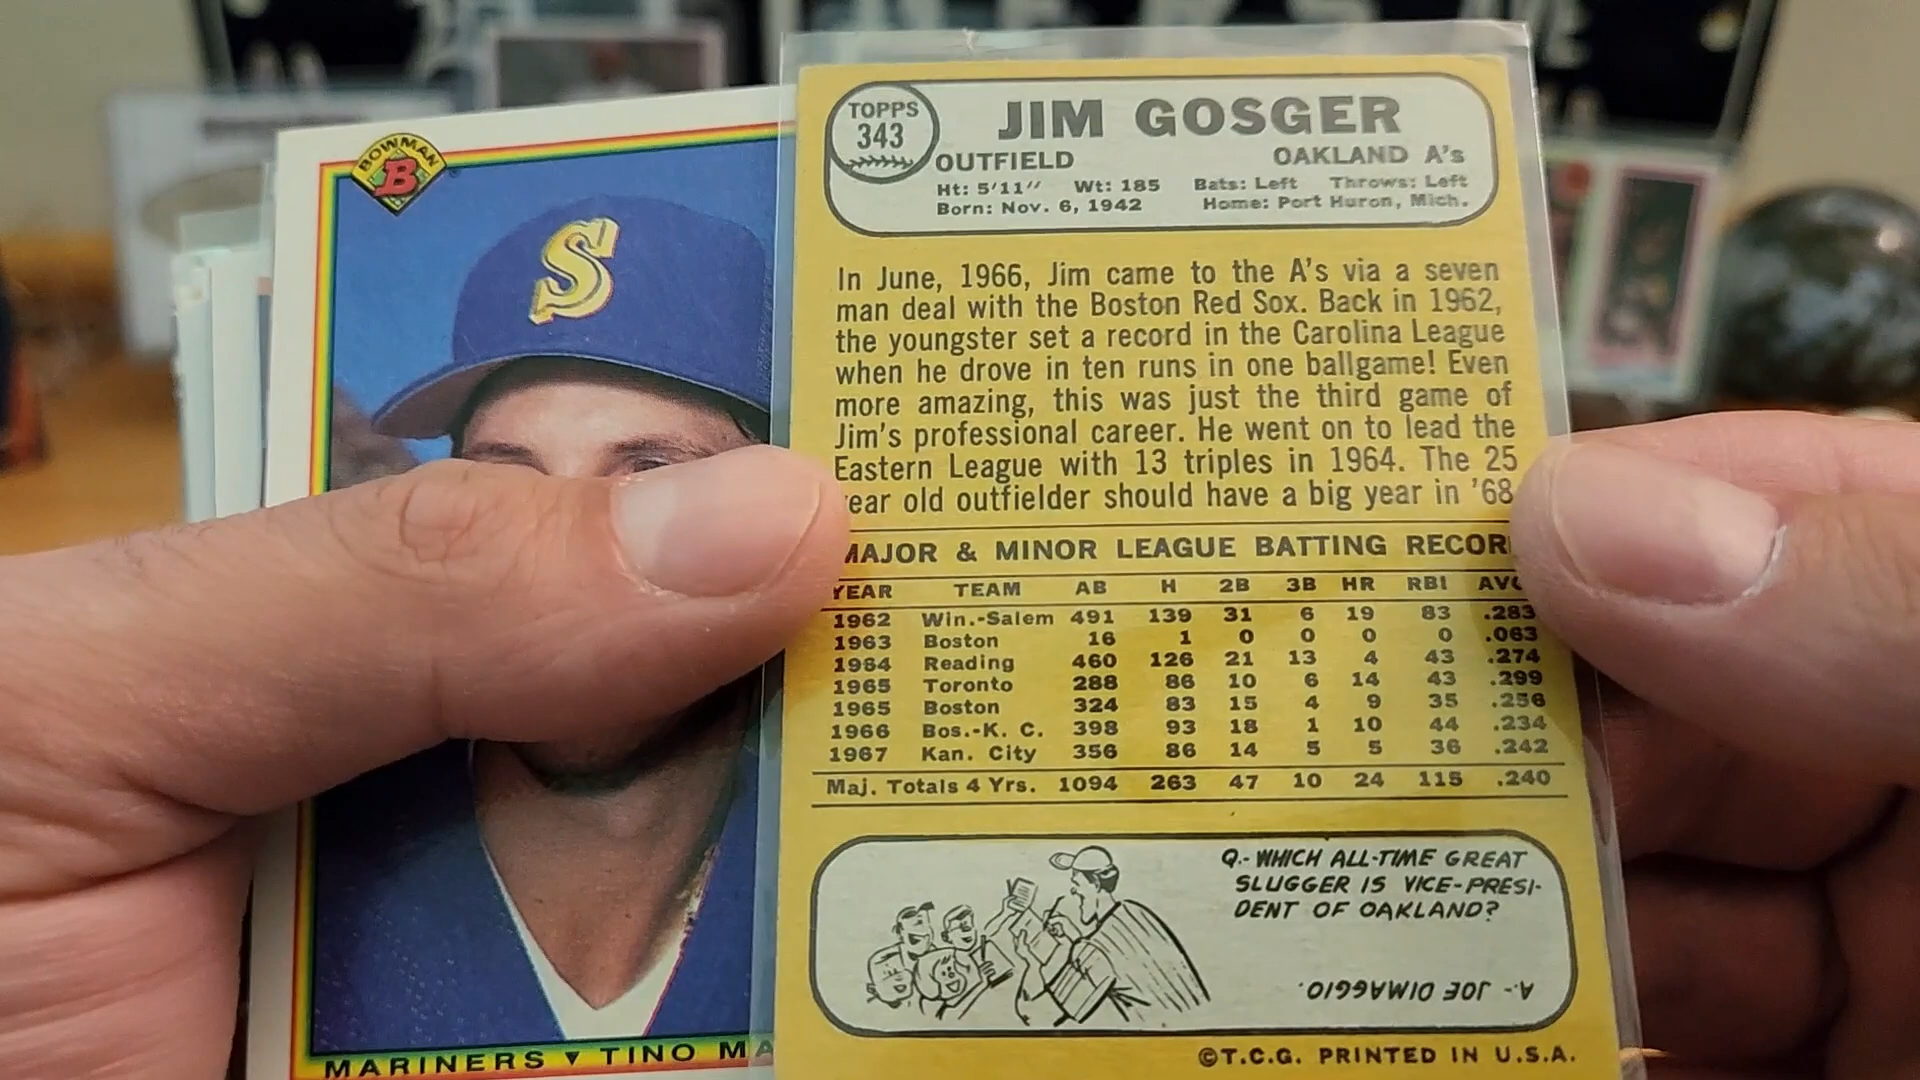 BOWMAN
B
S
MARINERS ▼ TINO MA
TOPPS
343
JIM GOSGER
OUTFIELD OAKLAND A's
Ht: 5'11" Wt: 185 Bats: Left Throws: Left
Born: Nov. 6, 1942 Home: Port Huron, Mich.
In June, 1966, Jim came to the A's via a seven
man deal with the Boston Red Sox. Back in 1962,
the youngster set a record in the Carolina League
when he drove in ten runs in one ballgame! Even
more amazing, this was just the third game of
Jim's professional career. He went on to lead the
Eastern League with 13 triples in 1964. The 25
ear old outfielder should have a big year in '68
MAJOR & MINOR LEAGUE BATTING RECOR
YEAR TEAM AB H 2B 3B HR RBI AVG
1962 Win.-Salem 491 139 31 6 19 83 .283
1963 Boston 16 1 0 0 0 0 .063
1964 Reading 460 126 21 13 4 43 .274
1965 Toronto 288 86 10 6 14 43 .299
1965 Boston 324 83 15 4 9 35 .256
1966 Bos.-K. C. 398 93 18 1 10 44 .234
1967 Kan. City 356 86 14 5 5 36 .242
Maj. Totals 4 Yrs. 1094 263 47 10 24 115 .240
Q.- WHICH ALL-TIME GREAT
SLUGGER IS VICE-PRESI-
DENT OF OAKLAND?
A.- JOE DIMAGGIO.
©T.C.G. PRINTED IN U.S.A.